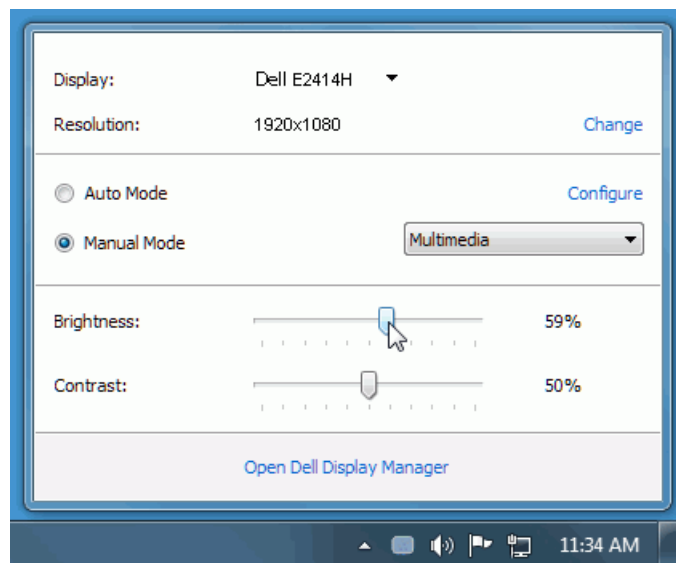 Display: Dell E2414H
Resolution: 1920x1080 Change
Auto Mode Configure
Manual Mode Multimedia
Brightness: 59%
Contrast: 50%
Open Dell Display Manager
11:34 AM